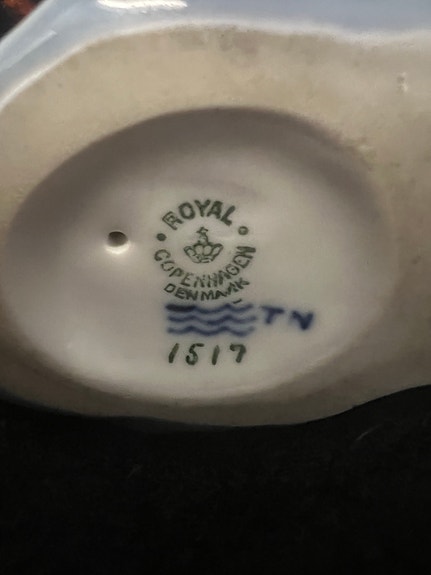 ROYAL
COPENHAGEN
DENMARK
TN
1517